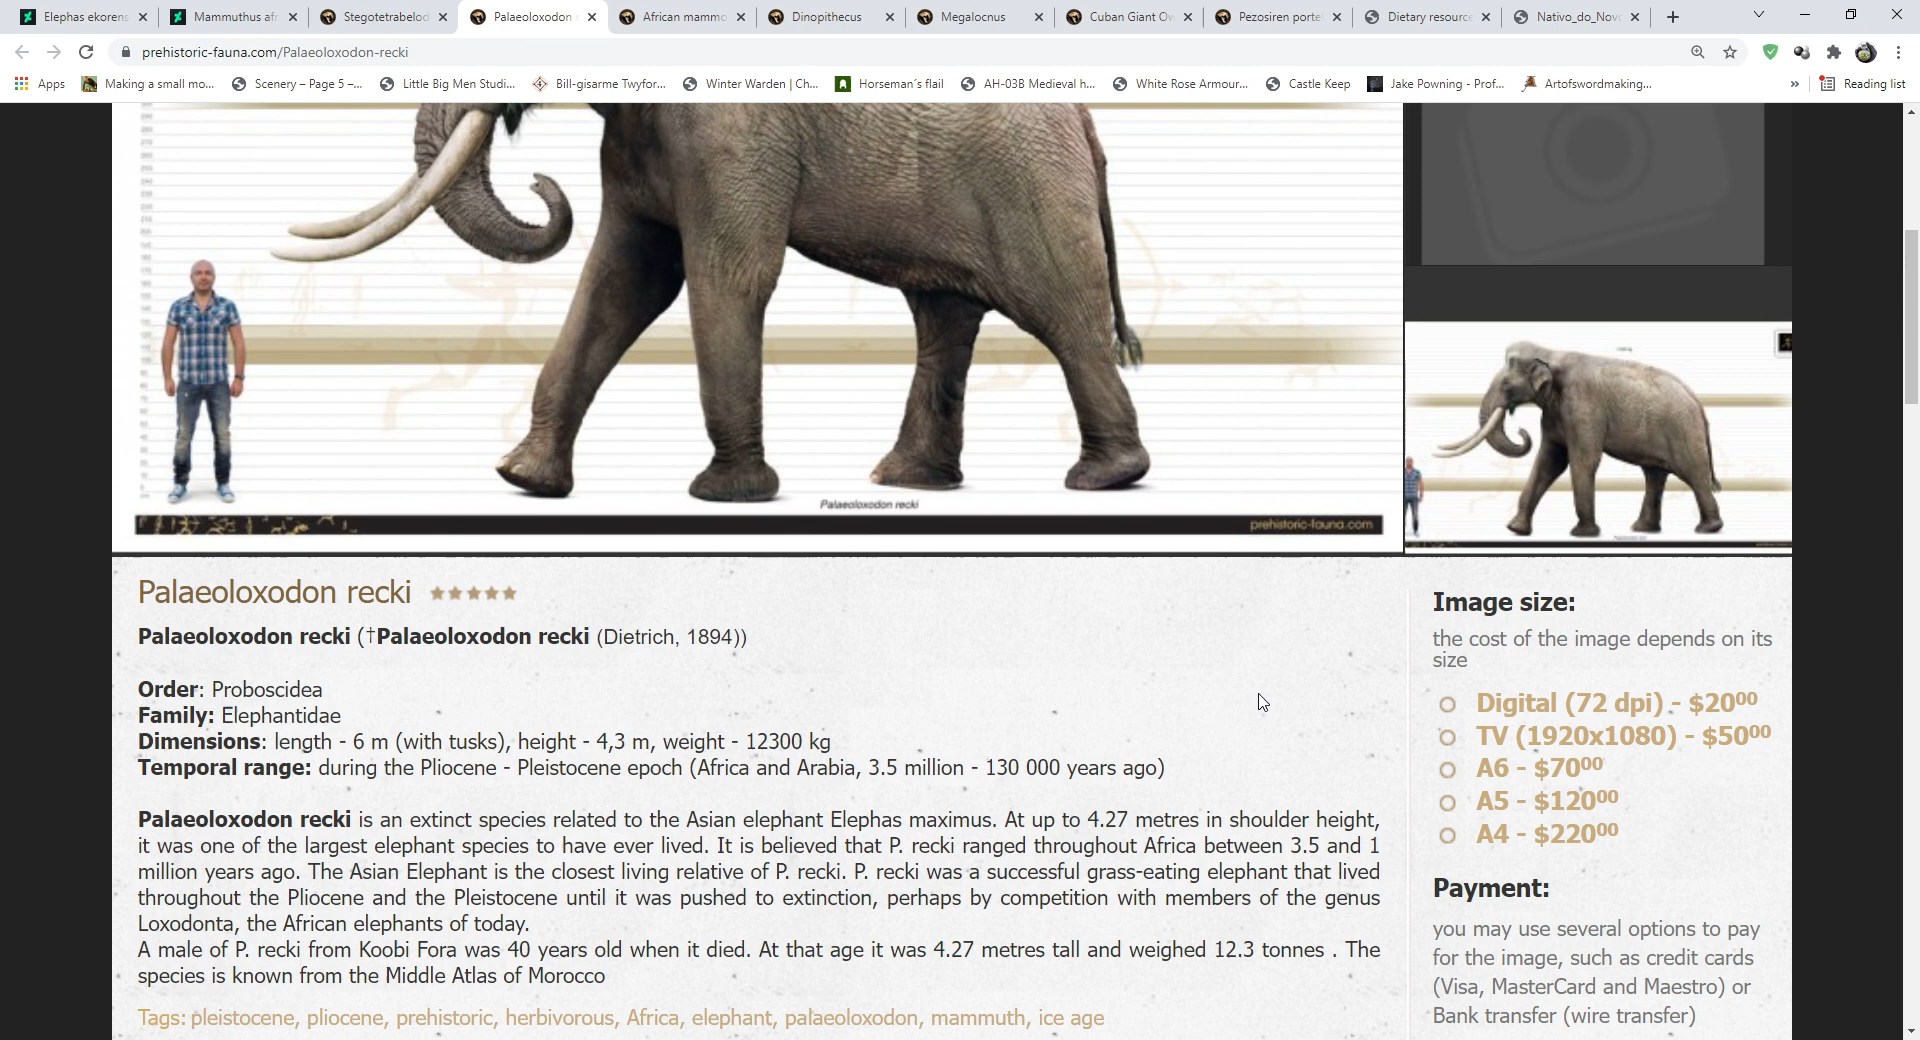 Elephas ekorens
Mammuthus afr
Stegotetrabelod
Palaeoloxodon
African mammo
Dinopithecus
Megalocnus
Cuban Giant Ow
Pezosiren portel
Dietary resource
Nativo_do_Novo
prehistoric-fauna.com/Palaeoloxodon-recki
Apps
Making a small mo...
Scenery – Page 5 –...
Little Big Men Studi...
Bill-gisarme Twyfor...
Winter Warden | Ch...
Horseman´s flail
AH-03B Medieval h...
White Rose Armour...
Castle Keep
Jake Powning - Prof...
Artofswordmaking...
»
Reading list
Palaeoloxodon recki
prehistoric-fauna.com
Palaeoloxodon recki
Palaeoloxodon recki (†Palaeoloxodon recki (Dietrich, 1894))
Order: Proboscidea
Family: Elephantidae
Dimensions: length - 6 m (with tusks), height - 4,3 m, weight - 12300 kg
Temporal range: during the Pliocene - Pleistocene epoch (Africa and Arabia, 3.5 million - 130 000 years ago)
Palaeoloxodon recki is an extinct species related to the Asian elephant Elephas maximus. At up to 4.27 metres in shoulder height,
it was one of the largest elephant species to have ever lived. It is believed that P. recki ranged throughout Africa between 3.5 and 1
million years ago. The Asian Elephant is the closest living relative of P. recki. P. recki was a successful grass-eating elephant that lived
throughout the Pliocene and the Pleistocene until it was pushed to extinction, perhaps by competition with members of the genus
Loxodonta, the African elephants of today.
A male of P. recki from Koobi Fora was 40 years old when it died. At that age it was 4.27 metres tall and weighed 12.3 tonnes . The
species is known from the Middle Atlas of Morocco
Tags: pleistocene, pliocene, prehistoric, herbivorous, Africa, elephant, palaeoloxodon, mammuth, ice age
Image size:
the cost of the image depends on its
size
Digital (72 dpi) - $20⁰⁰
TV (1920x1080) - $50⁰⁰
A6 - $70⁰⁰
A5 - $120⁰⁰
A4 - $220⁰⁰
Payment:
you may use several options to pay
for the image, such as credit cards
(Visa, MasterCard and Maestro) or
Bank transfer (wire transfer)